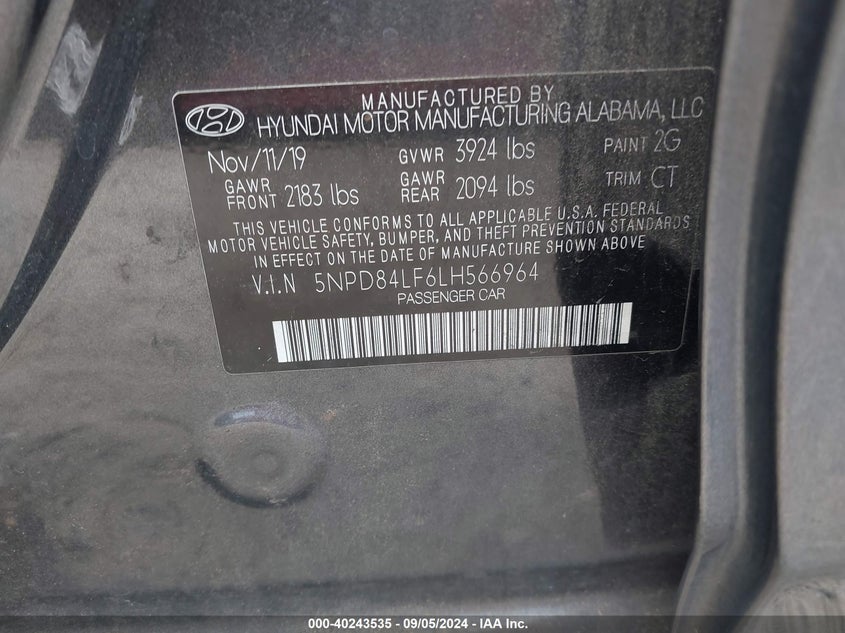 MANUFACTURED BY
HYUNDAI MOTOR MANUFACTURING ALABAMA, LLC
Nov/11/19 GVWR 3924 lbs PAINT 2G
GAWR FRONT 2183 lbs GAWR REAR 2094 lbs TRIM CT
THIS VEHICLE CONFORMS TO ALL APPLICABLE U.S.A. FEDERAL
MOTOR VEHICLE SAFETY, BUMPER, AND THEFT PREVENTION STANDARDS
IN EFFECT ON THE DATE OF MANUFACTURE SHOWN ABOVE
V.I.N 5NPD84LF6LH566964
PASSENGER CAR
000-40243535 - 09/05/2024 - IAA Inc.